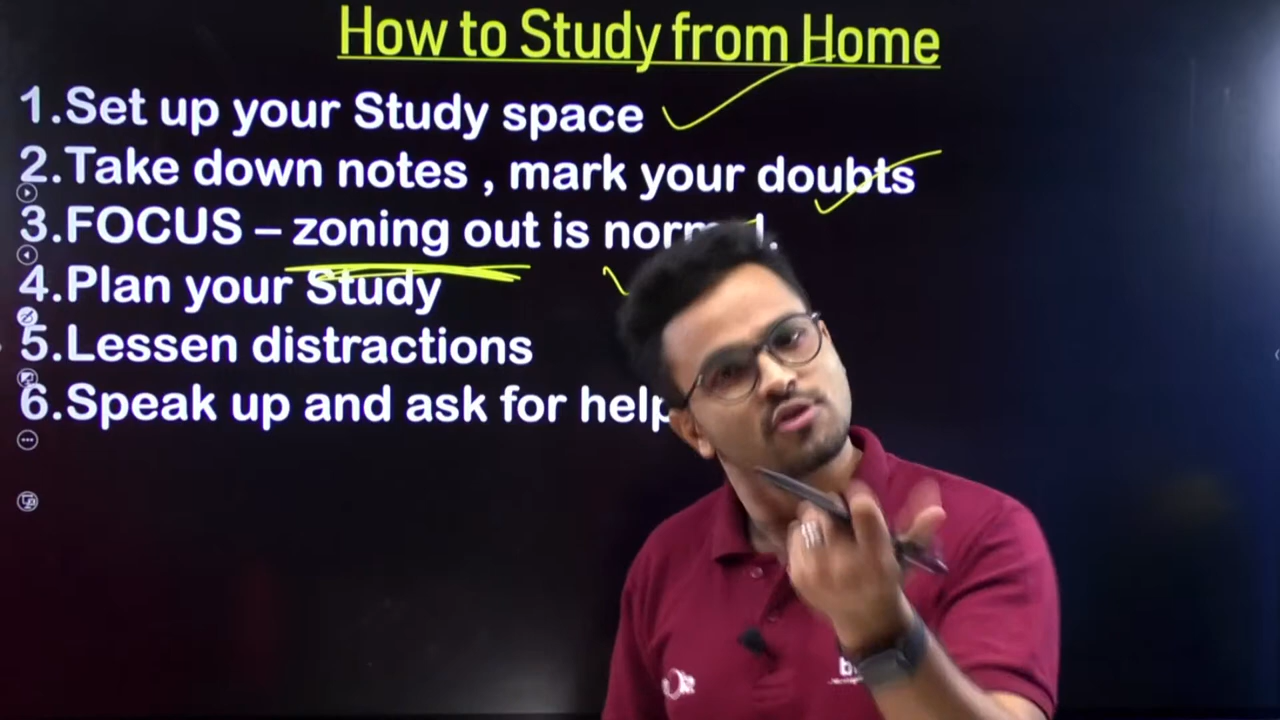 How to Study from Home
1.Set up your Study space
2.Take down notes , mark your doubts
3.FOCUS – zoning out is
4.Plan your Study
5.Lessen distractions
6.Speak up and ask for help